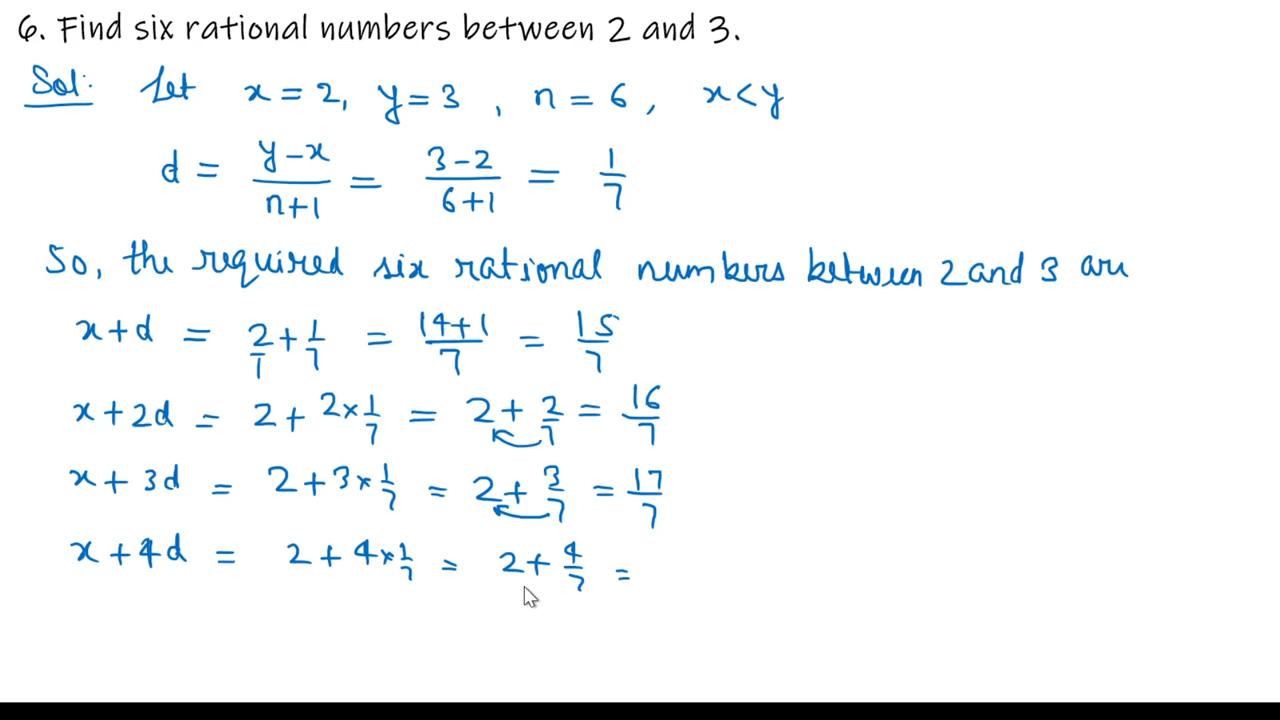 6. Find six rational numbers between 2 and 3.
Sol: Let x = 2, y = 3, n = 6, x < y
d = (y-x)/(n+1) = (3-2)/(6+1) = 1/7
So, the required six rational numbers between 2 and 3 are
x + d = 2/1 + 1/7 = (14+1)/7 = 15/7
x + 2d = 2 + 2×1/7 = 2 + 2/7 = 16/7
x + 3d = 2 + 3×1/7 = 2 + 3/7 = 17/7
x + 4d = 2 + 4×1/7 = 2 + 4/7 =